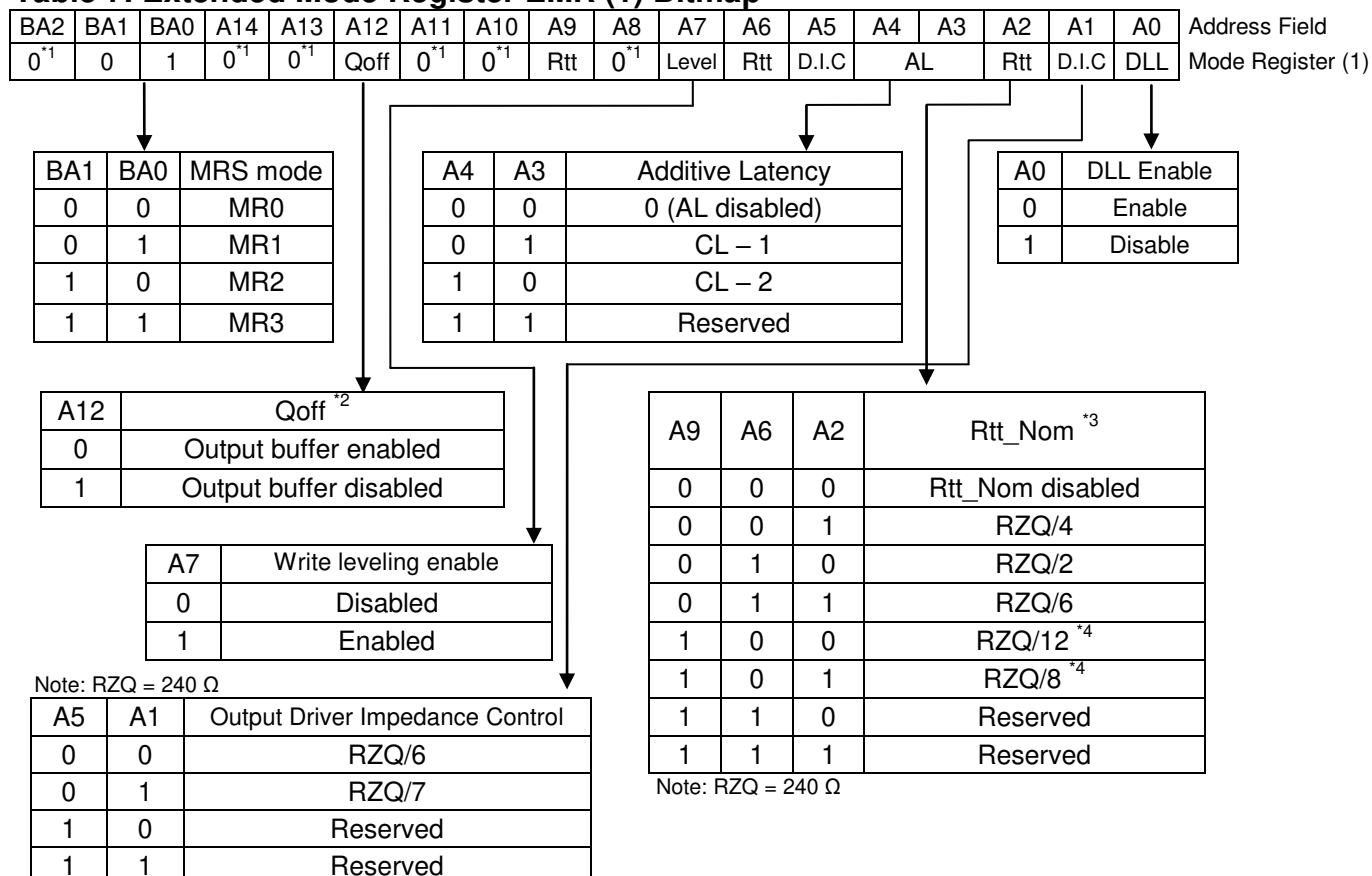 Table Extended Mode Register EMR (1) Bitmap
BA2 BA1 BA0 A14 A13 A12 A11 A10 A9 A8 A7 A6 A5 A4 A3 A2 A1 A0 Address Field
0*1 0 1 0*1 0*1 Qoff 0*1 0*1 Rtt 0*1 Level Rtt D.I.C AL Rtt D.I.C DLL Mode Register (1)
BA1 BA0 MRS mode
0 0 MR0
0 1 MR1
1 0 MR2
1 1 MR3
A4 A3 Additive Latency
0 0 0 (AL disabled)
0 1 CL – 1
1 0 CL – 2
1 1 Reserved
A0 DLL Enable
0 Enable
1 Disable
A12 Qoff *2
0 Output buffer enabled
1 Output buffer disabled
A7 Write leveling enable
0 Disabled
1 Enabled
Note: RZQ = 240 Ω
A5 A1 Output Driver Impedance Control
0 0 RZQ/6
0 1 RZQ/7
1 0 Reserved
1 1 Reserved
A9 A6 A2 Rtt_Nom *3
0 0 0 Rtt_Nom disabled
0 0 1 RZQ/4
0 1 0 RZQ/2
0 1 1 RZQ/6
1 0 0 RZQ/12 *4
1 0 1 RZQ/8 *4
1 1 0 Reserved
1 1 1 Reserved
Note: RZQ = 240 Ω